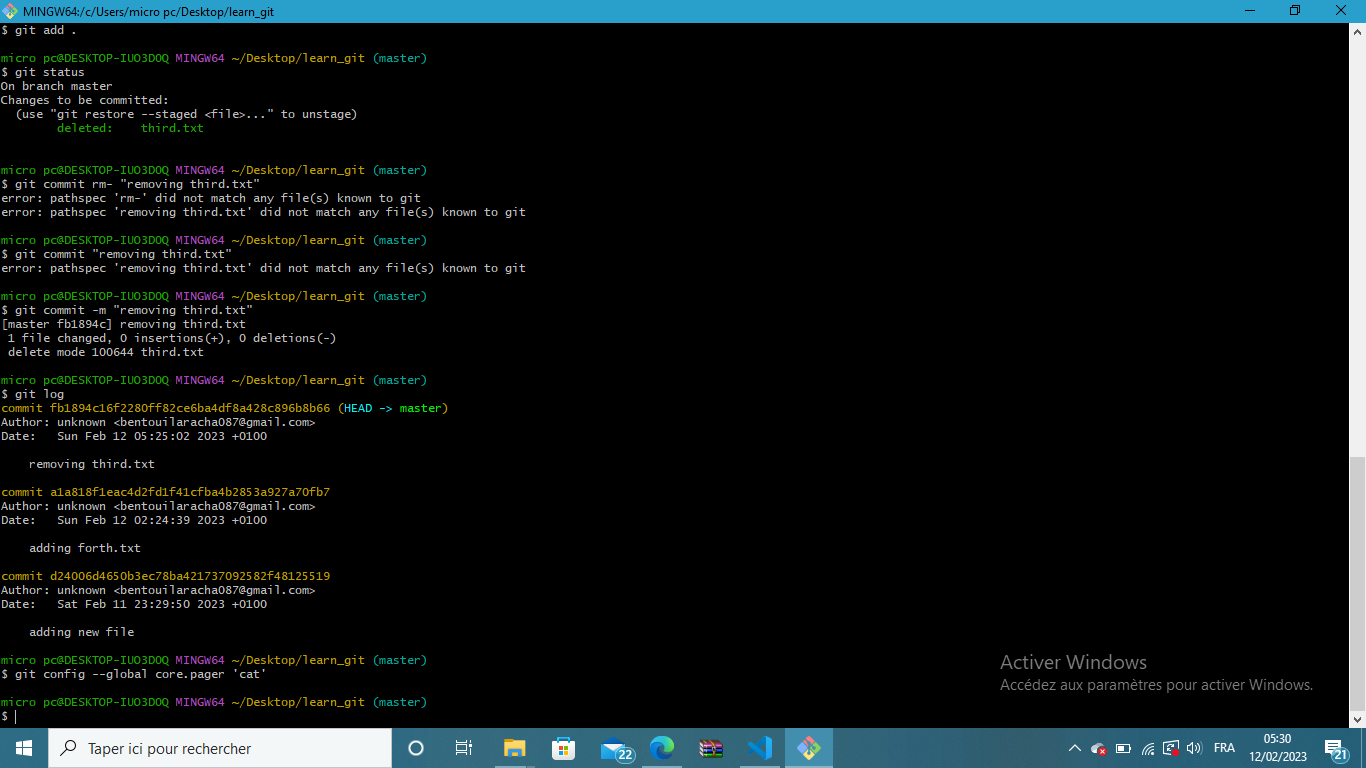 MINGW64:/c/Users/micro pc/Desktop/learn_git
$ git add .
micro pc@DESKTOP-IUO3DOQ MINGW64 ~/Desktop/learn_git (master)
$ git status
On branch master
Changes to be committed:
  (use "git restore --staged <file>..." to unstage)
        deleted:    third.txt
micro pc@DESKTOP-IUO3DOQ MINGW64 ~/Desktop/learn_git (master)
$ git commit rm- "removing third.txt"
error: pathspec 'rm-' did not match any file(s) known to git
error: pathspec 'removing third.txt' did not match any file(s) known to git
micro pc@DESKTOP-IUO3DOQ MINGW64 ~/Desktop/learn_git (master)
$ git commit "removing third.txt"
error: pathspec 'removing third.txt' did not match any file(s) known to git
micro pc@DESKTOP-IUO3DOQ MINGW64 ~/Desktop/learn_git (master)
$ git commit -m "removing third.txt"
[master fb1894c] removing third.txt
 1 file changed, 0 insertions(+), 0 deletions(-)
 delete mode 100644 third.txt
micro pc@DESKTOP-IUO3DOQ MINGW64 ~/Desktop/learn_git (master)
$ git log
commit fb1894c16f2280ff82ce6ba4df8a428c896b8b66 (HEAD -> master)
Author: unknown <bentouilaracha087@gmail.com>
Date:   Sun Feb 12 05:25:02 2023 +0100
    removing third.txt
commit a1a818f1eac4d2fd1f41cfba4b2853a927a70fb7
Author: unknown <bentouilaracha087@gmail.com>
Date:   Sun Feb 12 02:24:39 2023 +0100
    adding forth.txt
commit d24006d4650b3ec78ba421737092582f48125519
Author: unknown <bentouilaracha087@gmail.com>
Date:   Sat Feb 11 23:29:50 2023 +0100
    adding new file
micro pc@DESKTOP-IUO3DOQ MINGW64 ~/Desktop/learn_git (master)
$ git config --global core.pager 'cat'
micro pc@DESKTOP-IUO3DOQ MINGW64 ~/Desktop/learn_git (master)
$
Activer Windows
Accédez aux paramètres pour activer Windows.
Taper ici pour rechercher
22
FRA
05:30
12/02/2023
21